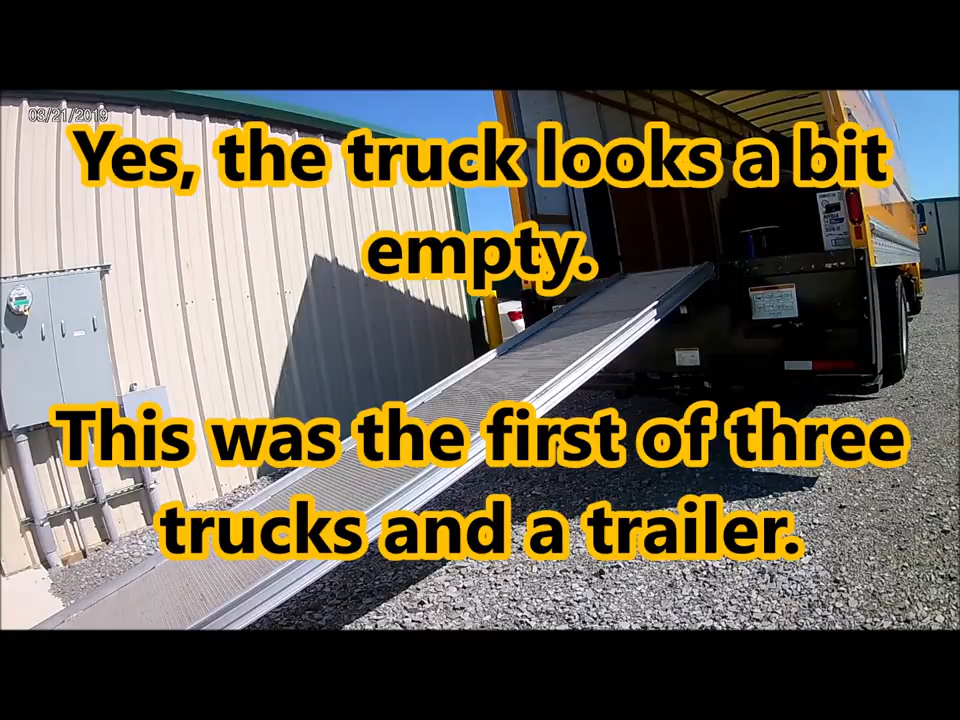 03/21/2019
Yes, the truck looks a bit
empty.
This was the first of three
trucks and a trailer.